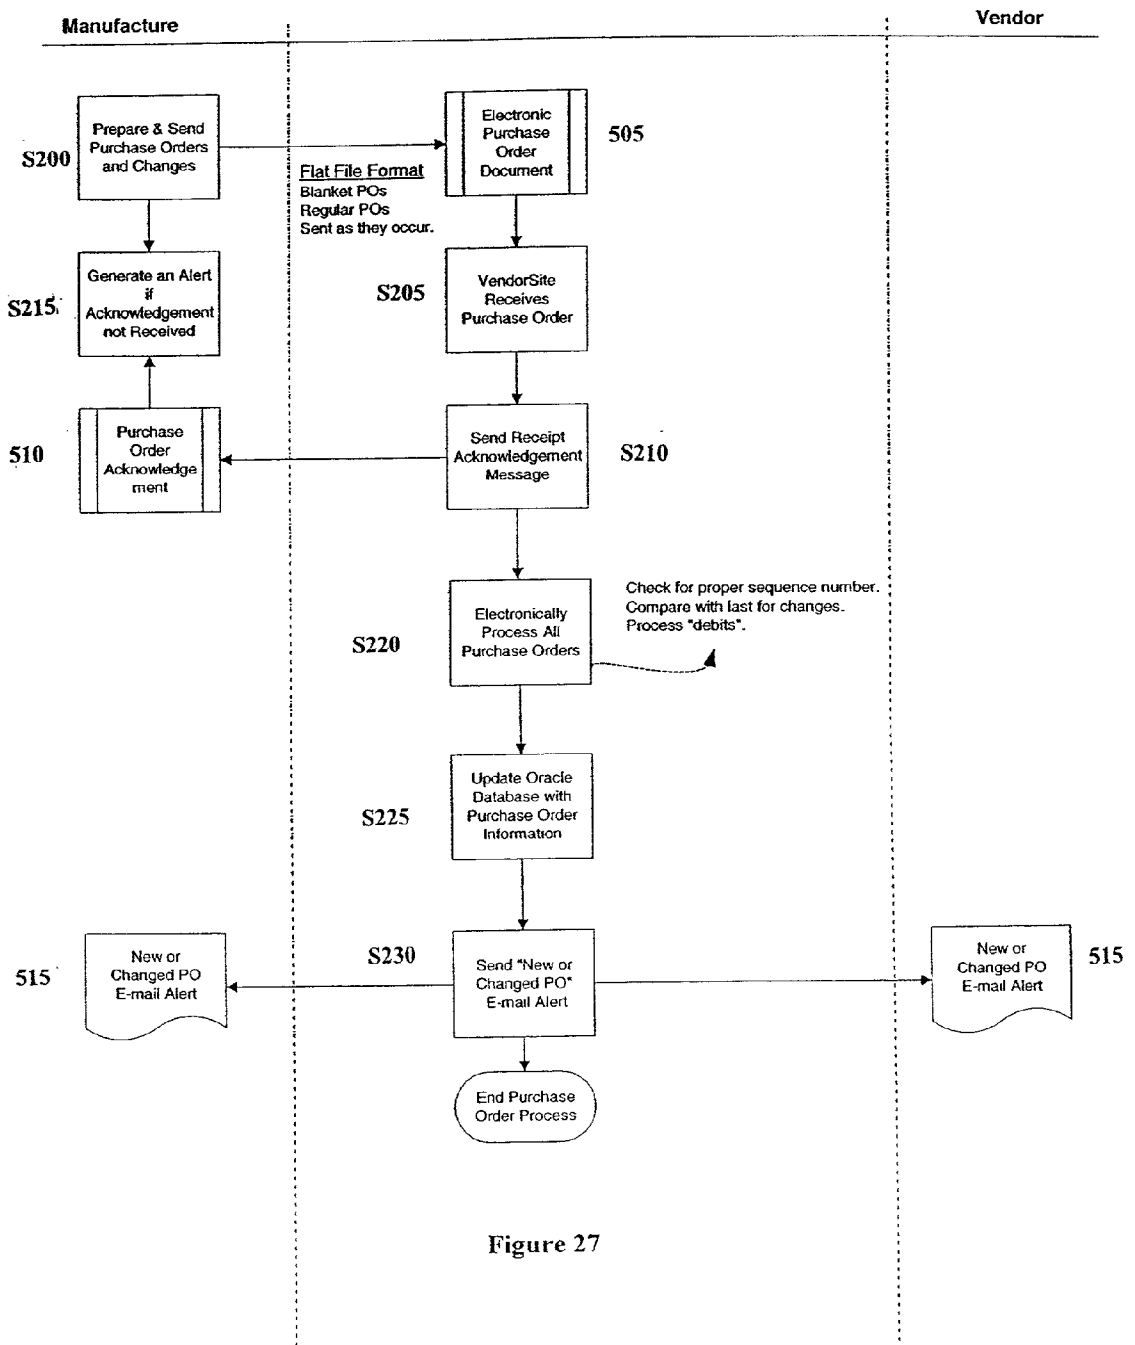 Manufacture
Vendor
Prepare & Send
Purchase Orders
and Changes
S200
Electronic
Purchase
Order
Document
505
Flat File Format
Blanket POs
Regular POs
Sent as they occur.
Generate an Alert
if
Acknowledgement
not Received
S215
S205
VendorSite
Receives
Purchase Order
510
Purchase
Order
Acknowledge
ment
Send Receipt
Acknowledgement
Message
S210
S220
Electronically
Process All
Purchase Orders
Check for proper sequence number.
Compare with last for changes.
Process "debits".
S225
Update Oracle
Database with
Purchase Order
Information
515
New or
Changed PO
E-mail Alert
S230
Send "New or
Changed PO"
E-mail Alert
New or
Changed PO
E-mail Alert
515
End Purchase
Order Process
Figure 27